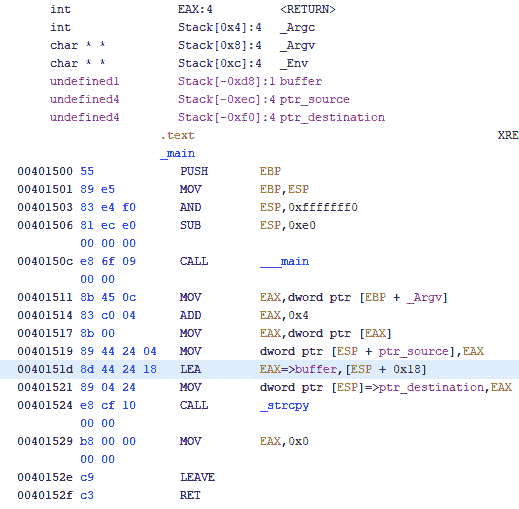 int EAX:4 <RETURN>
int Stack[0x4]:4 _Argc
char * * Stack[0x8]:4 _Argv
char * * Stack[0xc]:4 _Env
undefined1 Stack[-0xd8]:1 buffer
undefined4 Stack[-0xec]:4 ptr_source
undefined4 Stack[-0xf0]:4 ptr_destination
.text XRE
_main
00401500 55 PUSH EBP
00401501 89 e5 MOV EBP,ESP
00401503 83 e4 f0 AND ESP,0xfffffff0
00401506 81 ec e0 SUB ESP,0xe0
00 00 00
0040150c e8 6f 09 CALL ___main
00 00
00401511 8b 45 0c MOV EAX,dword ptr [EBP + _Argv]
00401514 83 c0 04 ADD EAX,0x4
00401517 8b 00 MOV EAX,dword ptr [EAX]
00401519 89 44 24 04 MOV dword ptr [ESP + ptr_source],EAX
0040151d 8d 44 24 18 LEA EAX=>buffer,[ESP + 0x18]
00401521 89 04 24 MOV dword ptr [ESP]=>ptr_destination,EAX
00401524 e8 cf 10 CALL _strcpy
00 00
00401529 b8 00 00 MOV EAX,0x0
00 00
0040152e c9 LEAVE
0040152f c3 RET